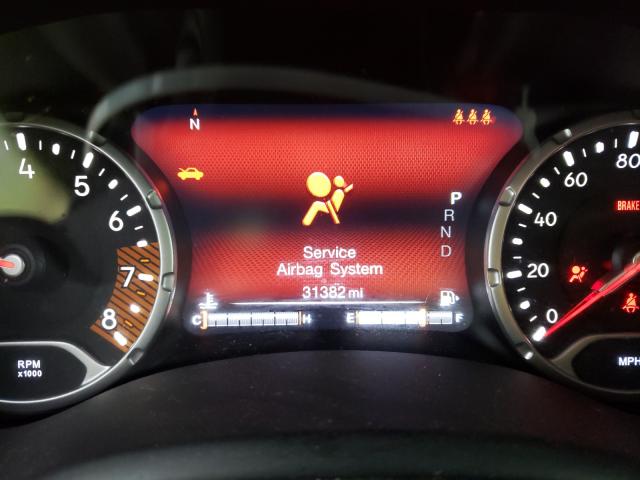 N
4
5
6
7
8
RPM
x1000
P
R
N
D
Service
Airbag System
31382 mi
C H
E F
80
60
40
20
0
BRAKE
MPH